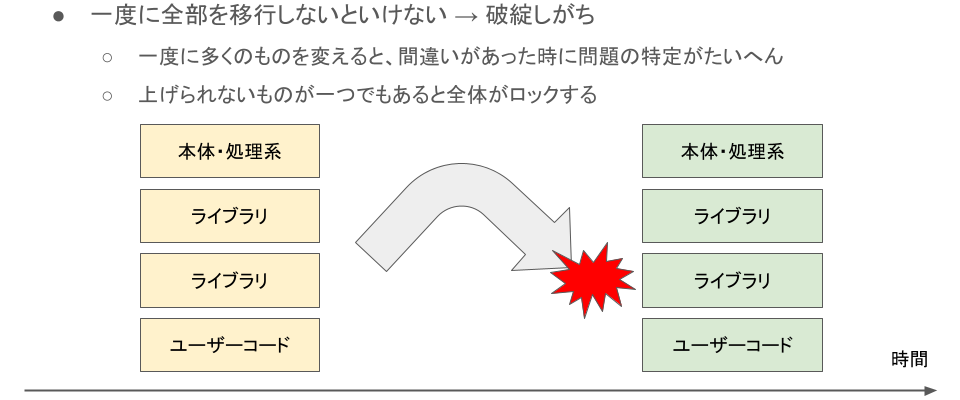 ● 一度に全部を移行しないといけない → 破綻しがち
○ 一度に多くのものを変えると、間違いがあった時に問題の特定がたいへん
○ 上げられないものが一つでもあると全体がロックする
本体・処理系
本体・処理系
ライブラリ
ライブラリ
ライブラリ
ライブラリ
ユーザーコード
ユーザーコード
時間